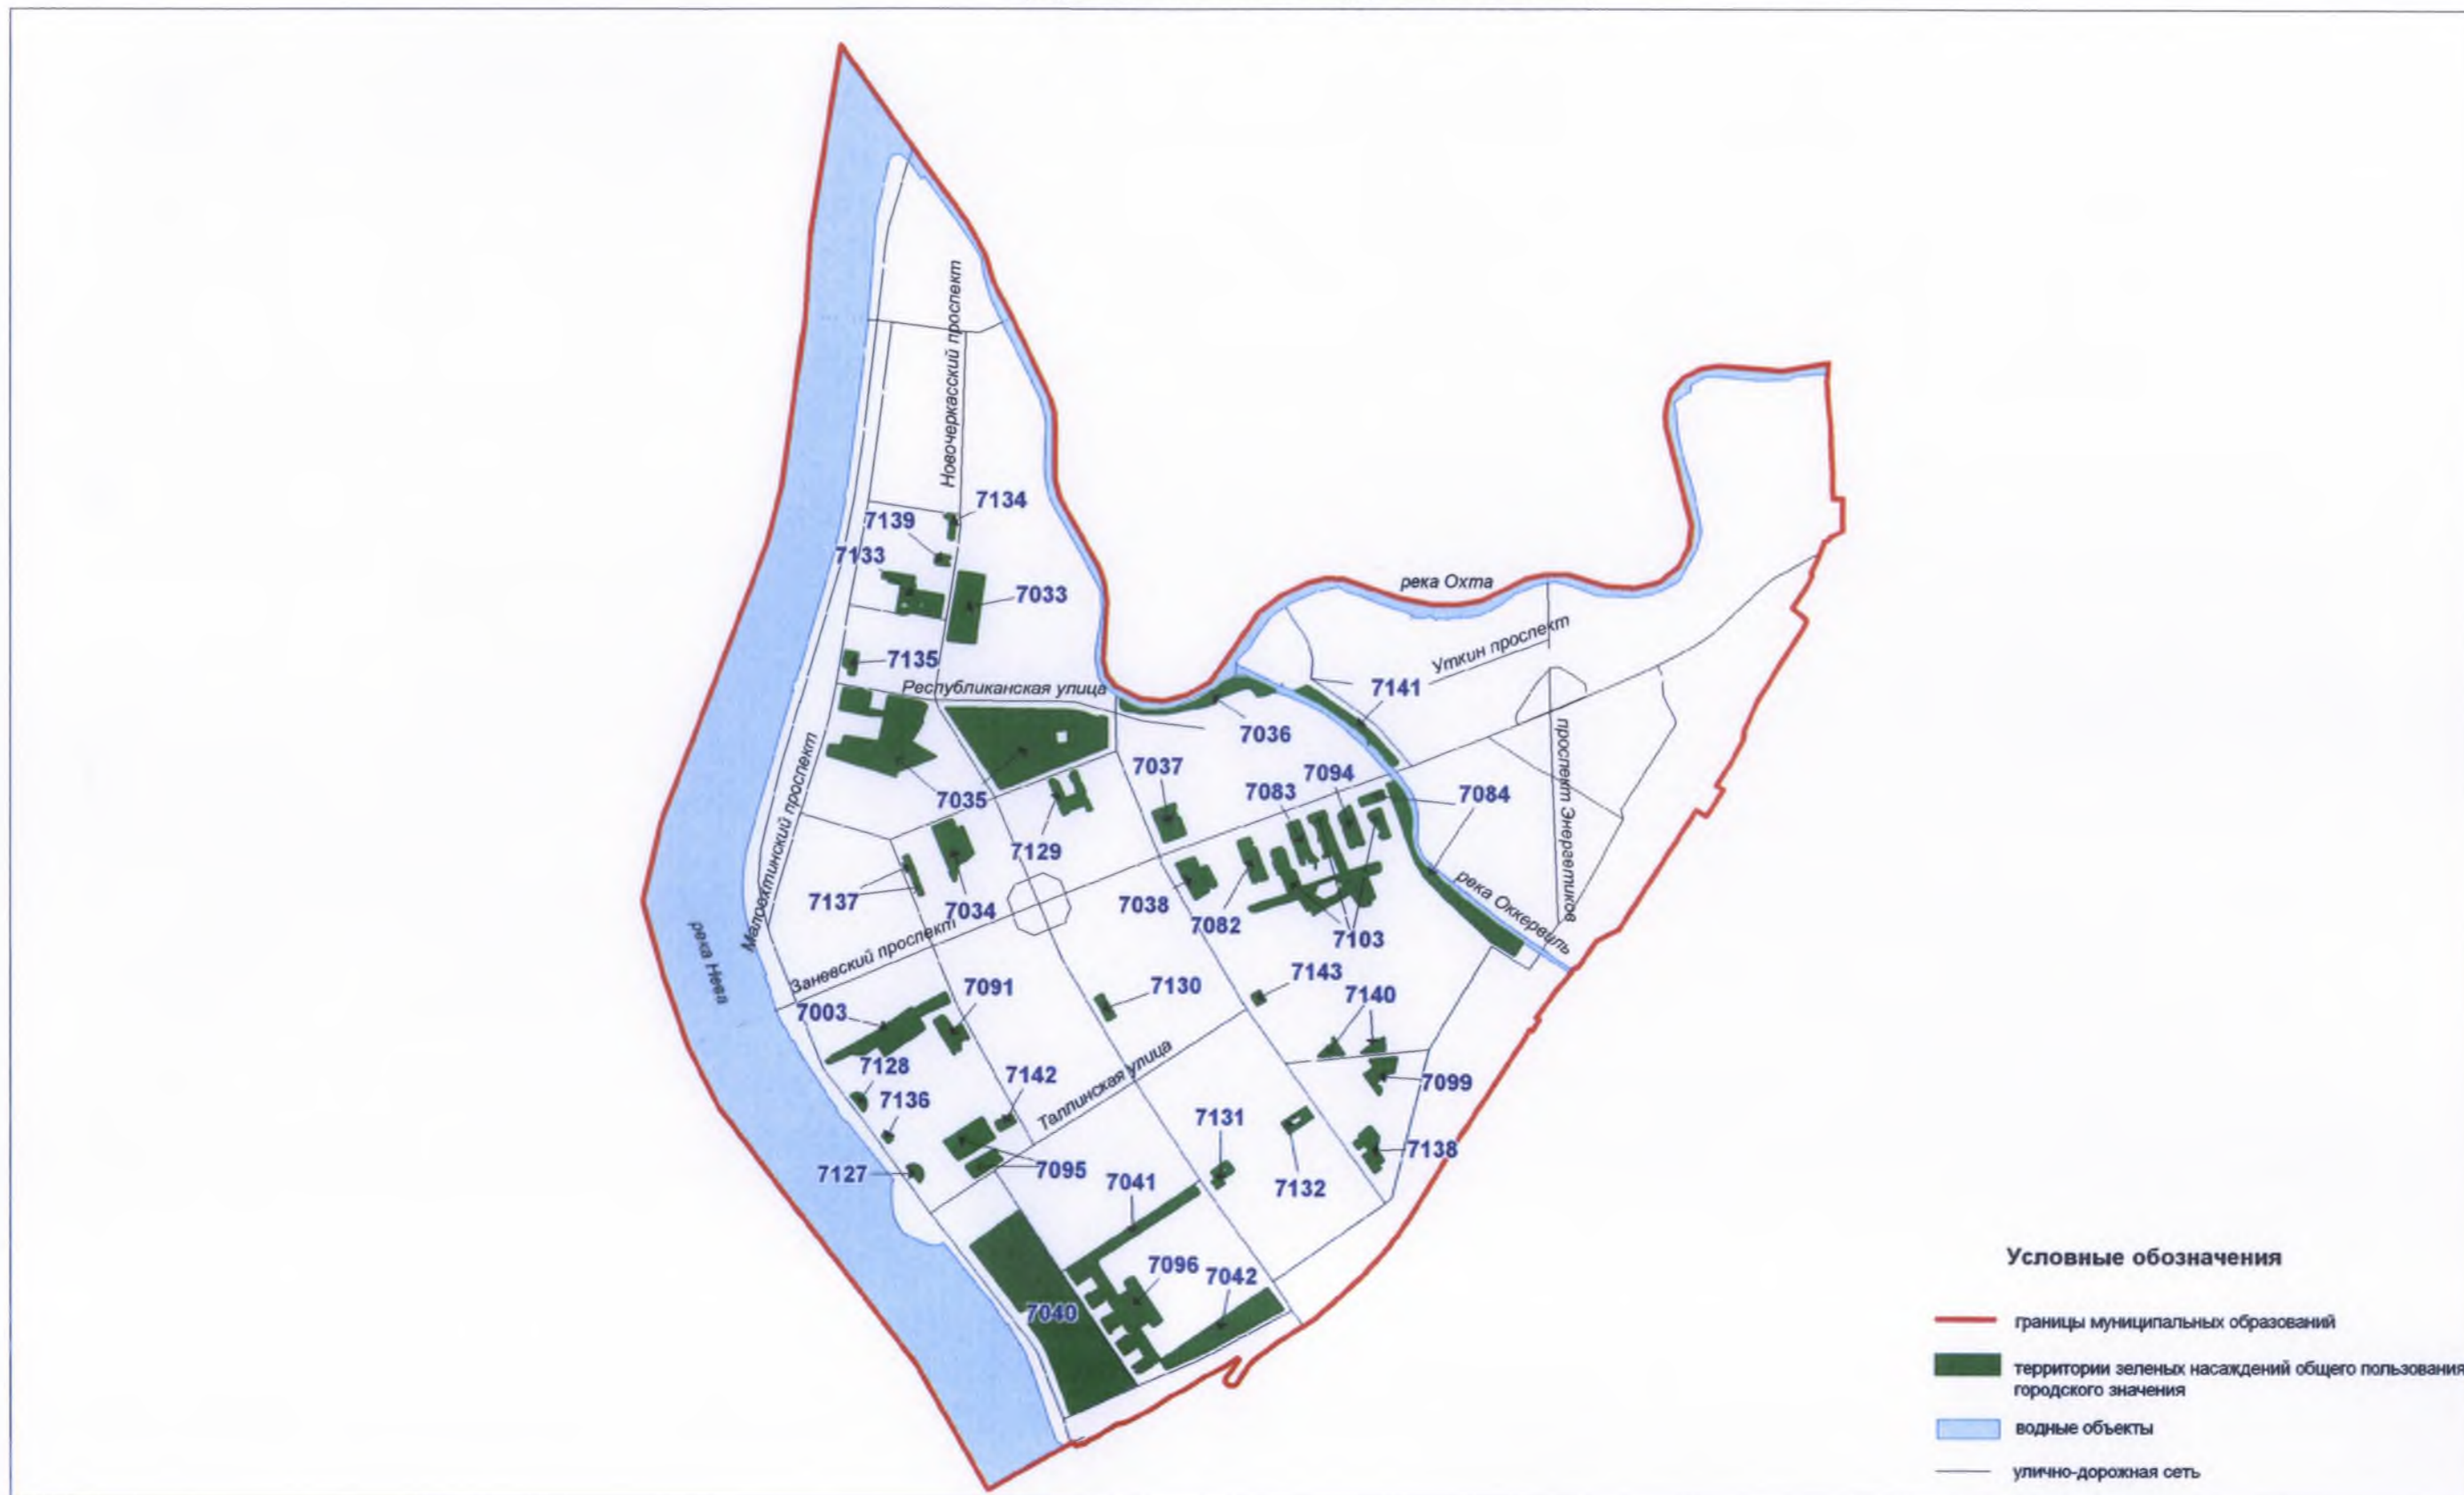 Новочеркасский проспект
7134
7139
7133
7033
река Охта
Уткин проспект
7135
Республиканская улица
7141
7036
Малоохтинский проспект
проспект Энергетиков
7037
7094
7083
7084
7035
7129
7137
7034
7038
7082
7103
река Оккервиль
река Нева
Заневский проспект
7143
7091
7130
7140
7003
7128
7142
Таллинская улица
7099
7136
7131
7138
7127
7095
7041
7132
7096
7042
7040
Условные обозначения
границы муниципальных образований
территории зеленых насаждений общего пользования
городского значения
водные объекты
улично-дорожная сеть